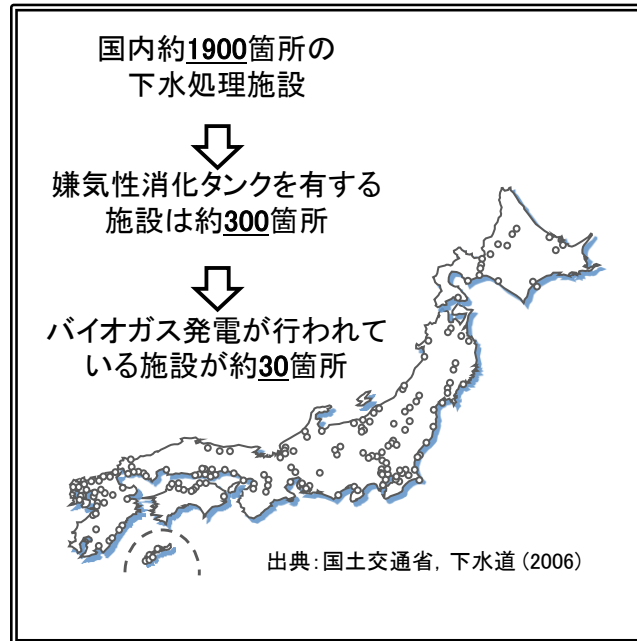 国内約1900箇所の
下水処理施設
嫌気性消化タンクを有する
施設は約300箇所
バイオガス発電が行われて
いる施設が約30箇所
出典：国土交通省，下水道 (2006)